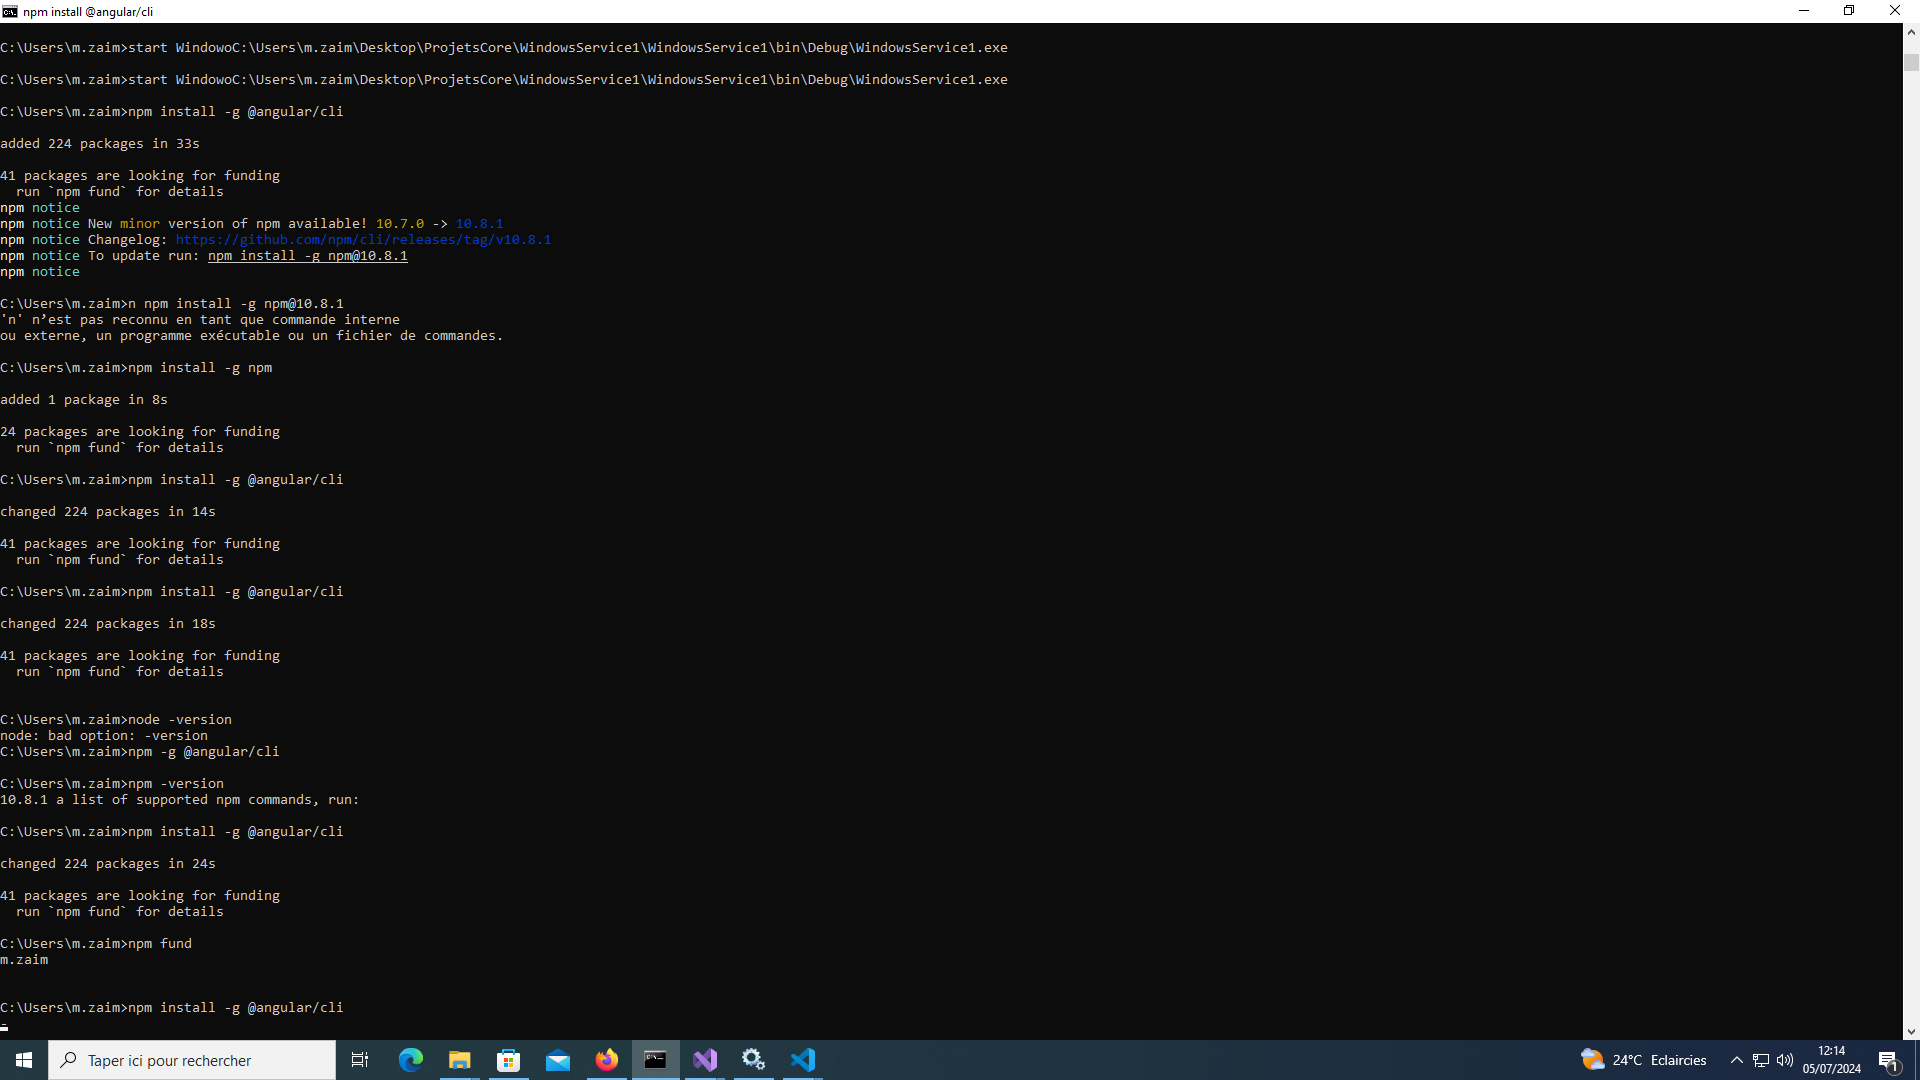 npm install @angular/cli
C:\Users\m.zaim>start WindowoC:\Users\m.zaim\Desktop\ProjetsCore\WindowsService1\WindowsService1\bin\Debug\WindowsService1.exe
C:\Users\m.zaim>start WindowoC:\Users\m.zaim\Desktop\ProjetsCore\WindowsService1\WindowsService1\bin\Debug\WindowsService1.exe
C:\Users\m.zaim>npm install -g @angular/cli
added 224 packages in 33s
41 packages are looking for funding
  run `npm fund` for details
npm notice
npm notice New minor version of npm available! 10.7.0 -> 10.8.1
npm notice Changelog: https://github.com/npm/cli/releases/tag/v10.8.1
npm notice To update run: npm install -g npm@10.8.1
npm notice
C:\Users\m.zaim>n npm install -g npm@10.8.1
'n' n’est pas reconnu en tant que commande interne
ou externe, un programme exécutable ou un fichier de commandes.
C:\Users\m.zaim>npm install -g npm
added 1 package in 8s
24 packages are looking for funding
  run `npm fund` for details
C:\Users\m.zaim>npm install -g @angular/cli
changed 224 packages in 14s
41 packages are looking for funding
  run `npm fund` for details
C:\Users\m.zaim>npm install -g @angular/cli
changed 224 packages in 18s
41 packages are looking for funding
  run `npm fund` for details
C:\Users\m.zaim>node -version
node: bad option: -version
C:\Users\m.zaim>npm -g @angular/cli
C:\Users\m.zaim>npm -version
10.8.1 a list of supported npm commands, run:
C:\Users\m.zaim>npm install -g @angular/cli
changed 224 packages in 24s
41 packages are looking for funding
  run `npm fund` for details
C:\Users\m.zaim>npm fund
m.zaim
C:\Users\m.zaim>npm install -g @angular/cli
Taper ici pour rechercher
24°C Eclaircies
12:14
05/07/2024
1